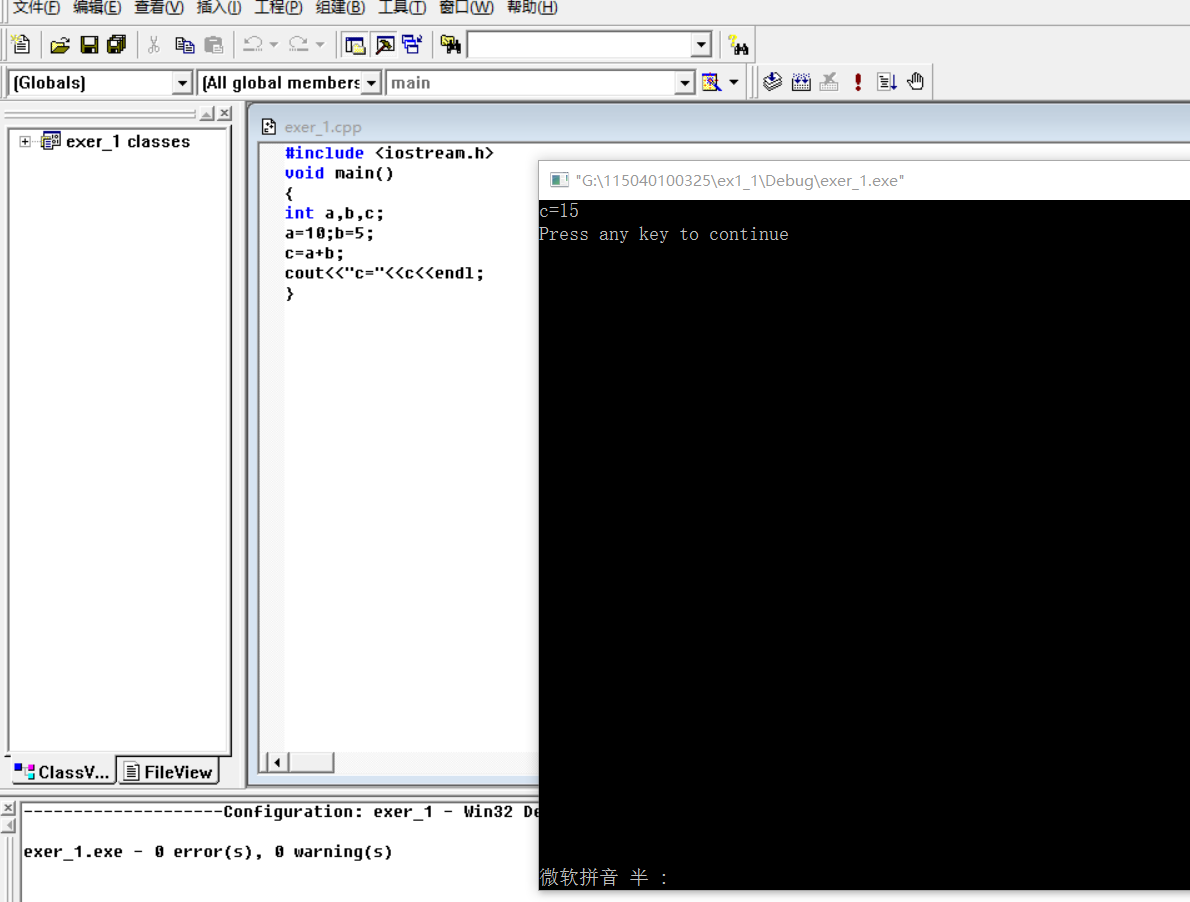 文件(F) 编辑(E) 查看(V) 插入(I) 工程(P) 组建(B) 工具(T) 窗口(W) 帮助(H)
(Globals) (All global members main
exer_1 classes
ClassV... FileView
exer_1.cpp
#include <iostream.h>
void main()
{
int a,b,c;
a=10;b=5;
c=a+b;
cout<<"c="<<c<<endl;
}
"G:\115040100325\ex1_1\Debug\exer_1.exe"
c=15
Press any key to continue
微软拼音 半 :
--------------------Configuration: exer_1 - Win32 De
exer_1.exe - 0 error(s), 0 warning(s)